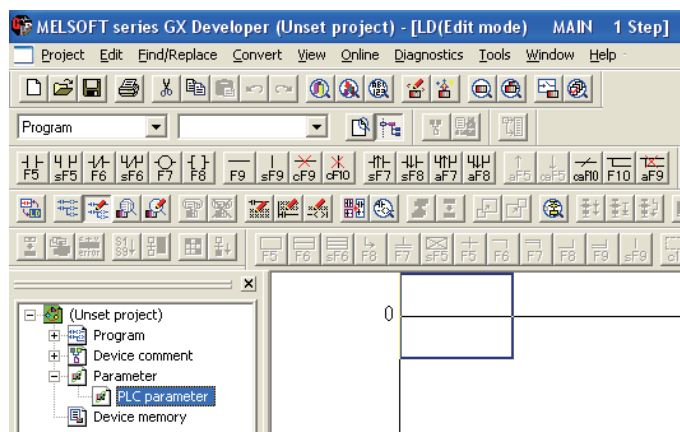 MELSOFT series GX Developer (Unset project) - [LD(Edit mode) MAIN 1 Step]
Project Edit Find/Replace Convert View Online Diagnostics Tools Window Help
Program
F5 sF5 F6 sF6 F7 F8 F9 sF9 cF9 cF10 sF7 sF8 aF7 aF8 aF5 caF5 caF10 F10 aF9
error
F5 F6 sF6 F8 F7 sF5 F5 F6 F7 F8 F9 sF9
0
(Unset project)
Program
Device comment
Parameter
PLC parameter
Device memory